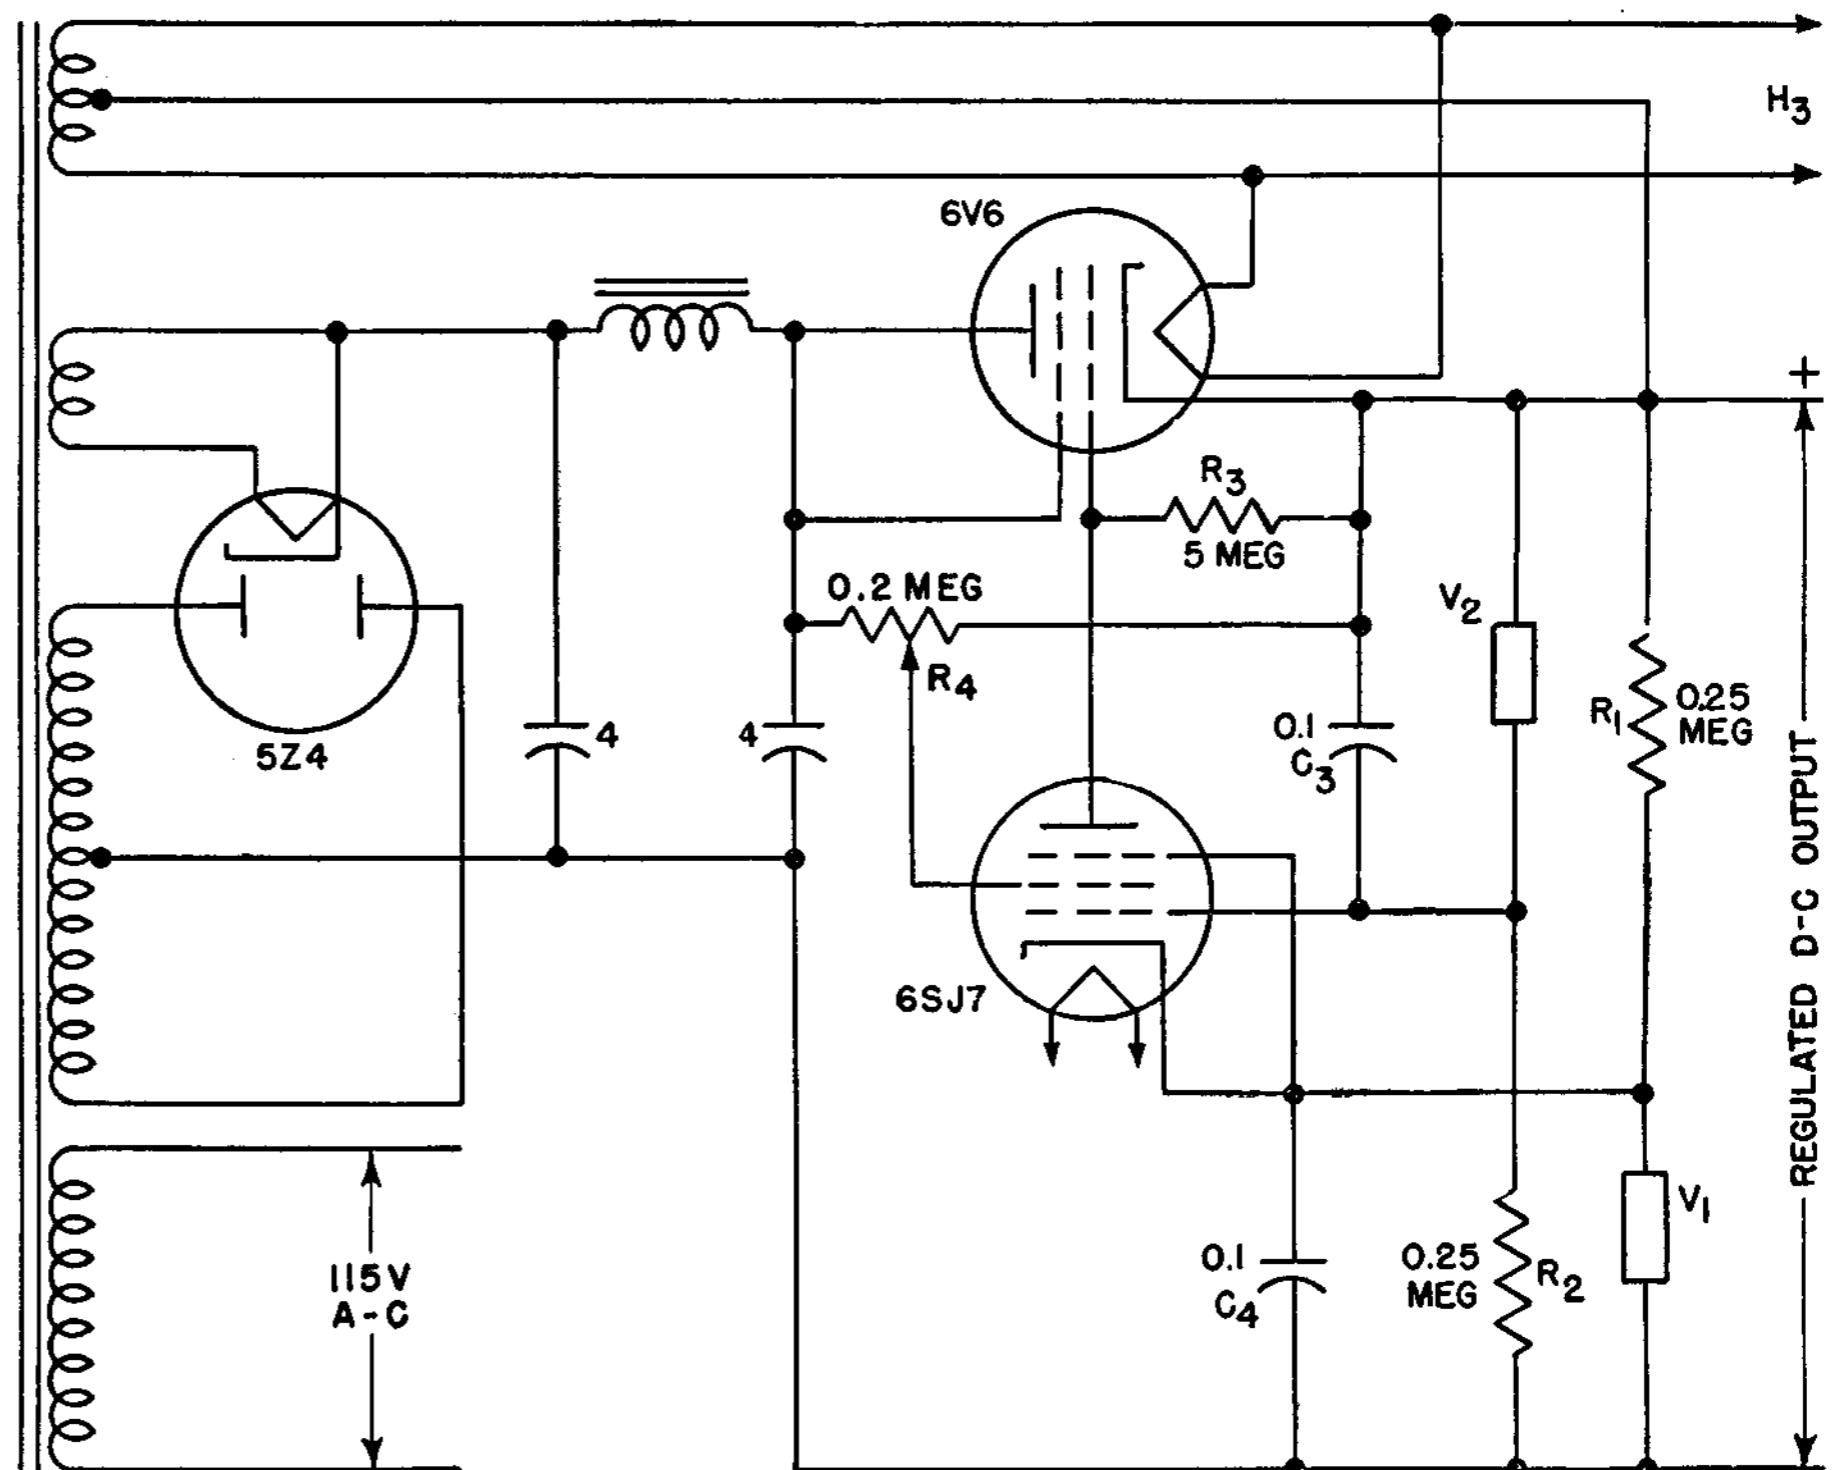 H3
6V6
+
R3
5 MEG
0.2 MEG
R4
V2
R1
0.25
MEG
5Z4
4
4
0.1
C3
6SJ7
115V
A-C
0.1
C4
0.25
MEG
R2
V1
REGULATED D-C OUTPUT